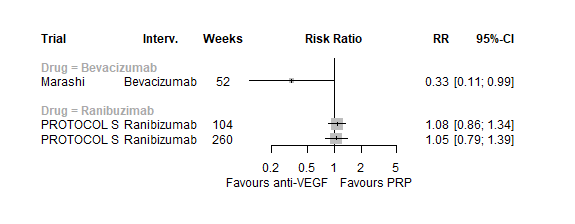 Trial Interv. Weeks Risk Ratio RR 95%-CI
Drug = Bevacizumab
Marashi Bevacizumab 52 0.33 [0.11; 0.99]
Drug = Ranibuzimab
PROTOCOL S Ranibizumab 104 1.08 [0.86; 1.34]
PROTOCOL S Ranibizumab 260 1.05 [0.79; 1.39]
0.2 0.5 1 2 5
Favours anti-VEGF Favours PRP